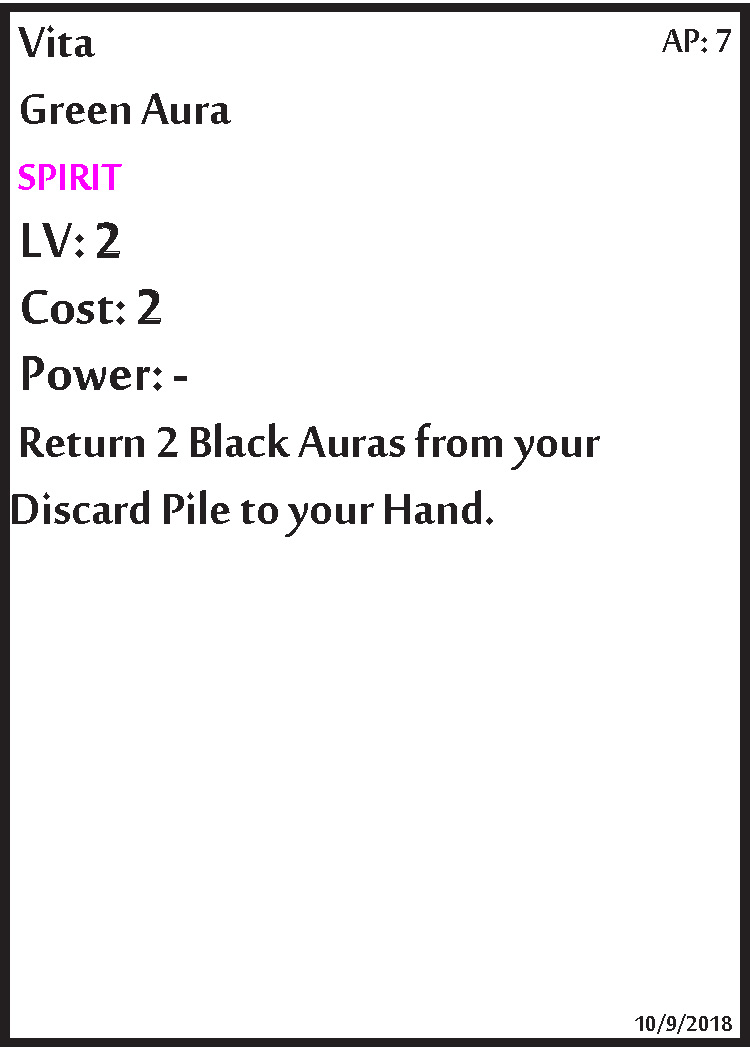 Vita
AP: 7
Green Aura
SPIRIT
LV: 2
Cost: 2
Power: -
Return 2 Black Auras from your
Discard Pile to your Hand.
10/9/2018